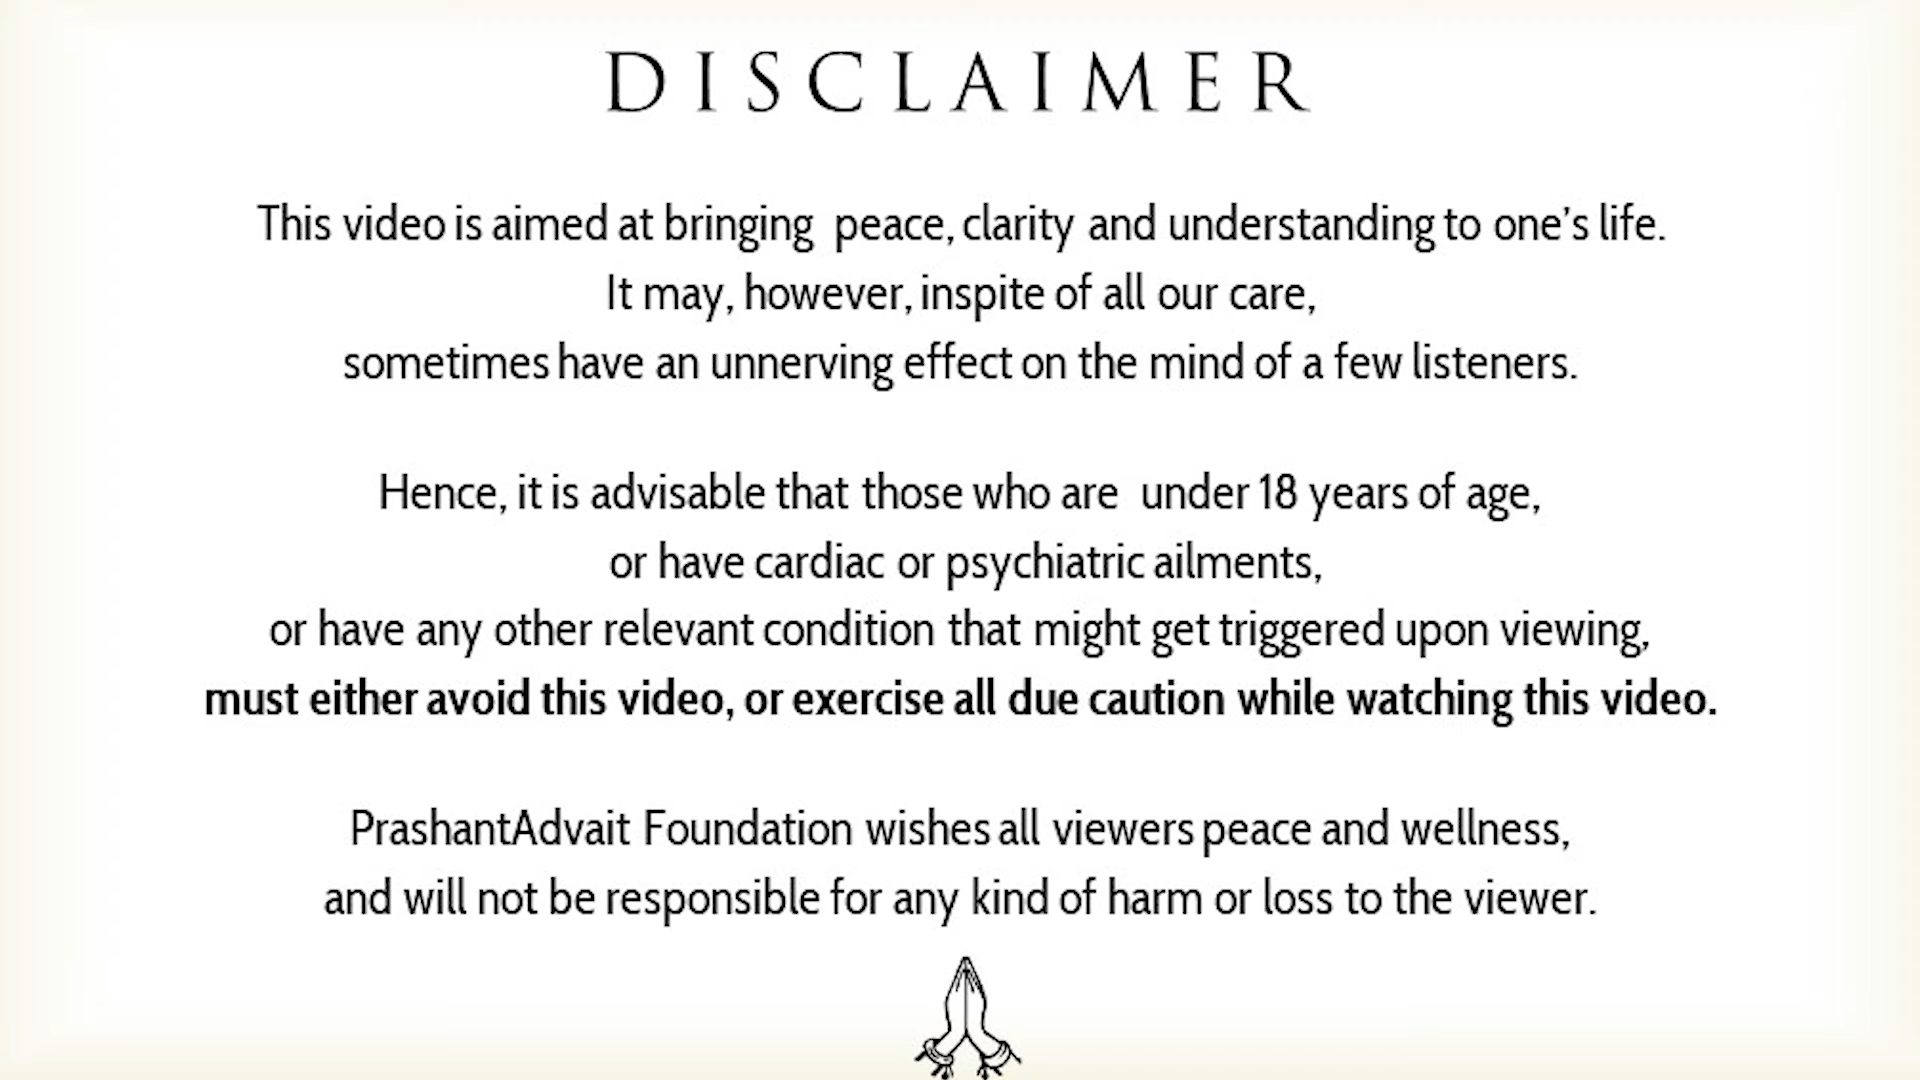 DISCLAIMER
This video is aimed at bringing peace, clarity and understanding to one's life.
It may, however, inspite of all our care,
sometimes have an unnerving effect on the mind of a few listeners.
Hence, it is advisable that those who are under 18 years of age,
or have cardiac or psychiatric ailments,
or have any other relevant condition that might get triggered upon viewing,
must either avoid this video, or exercise all due caution while watching this video.
PrashantAdvait Foundation wishes all viewers peace and wellness,
and will not be responsible for any kind of harm or loss to the viewer.